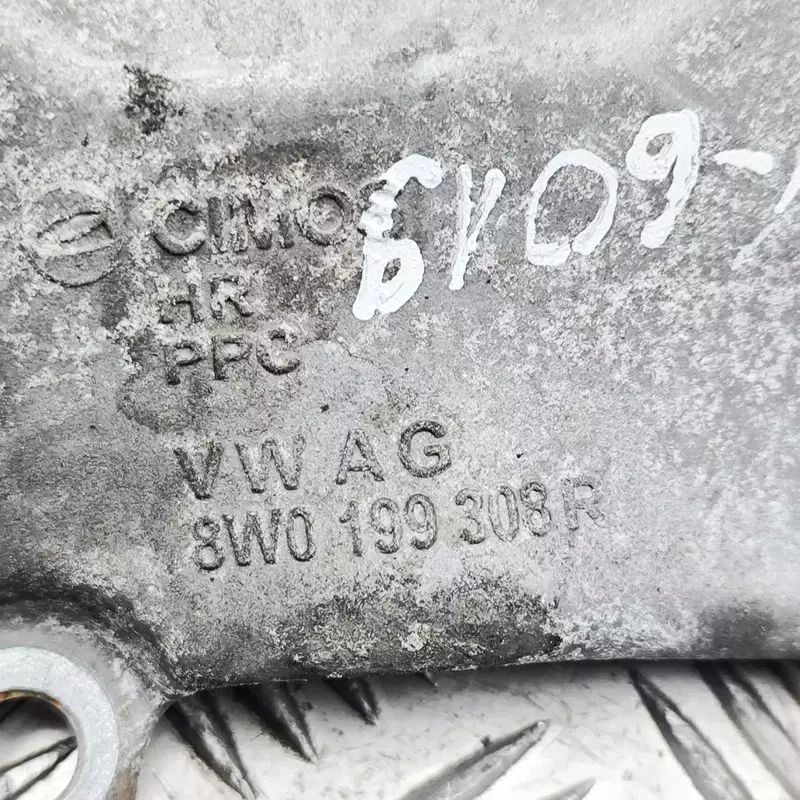 CIMOS
HR
PPC
VW AG
8W0 199 308 R